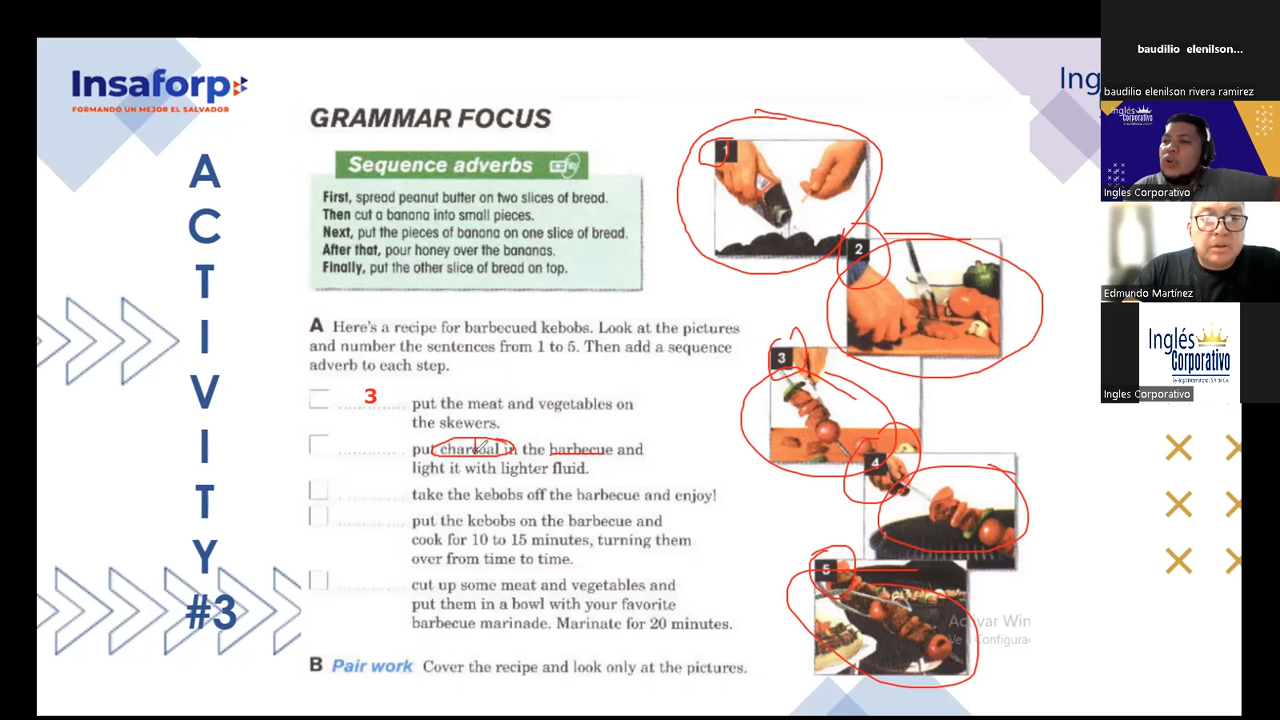 Insaforp
FORMANDO UN MEJOR EL SALVADOR
Ing
ACTIVITY
#3
GRAMMAR FOCUS
Sequence adverbs
First, spread peanut butter on two slices of bread.
Then cut a banana into small pieces.
Next, put the pieces of banana on one slice of bread.
After that, pour honey over the bananas.
Finally, put the other slice of bread on top.
A Here's a recipe for barbecued kebobs. Look at the pictures
and number the sentences from 1 to 5. Then add a sequence
adverb to each step.
3 put the meat and vegetables on
the skewers.
put charcoal in the barbecue and
light it with lighter fluid.
take the kebobs off the barbecue and enjoy!
put the kebobs on the barbecue and
cook for 10 to 15 minutes, turning them
over from time to time.
cut up some meat and vegetables and
put them in a bowl with your favorite
barbecue marinade. Marinate for 20 minutes.
B Pair work Cover the recipe and look only at the pictures.
1
2
3
4
5
Activar Win
Ve a Configura
baudilio elenilson...
baudilio elenilson rivera ramirez
Inglés
Corporativo
Ingles Corporativo
Edmundo Martínez
Inglés
Corporativo
Ingles Corporativo